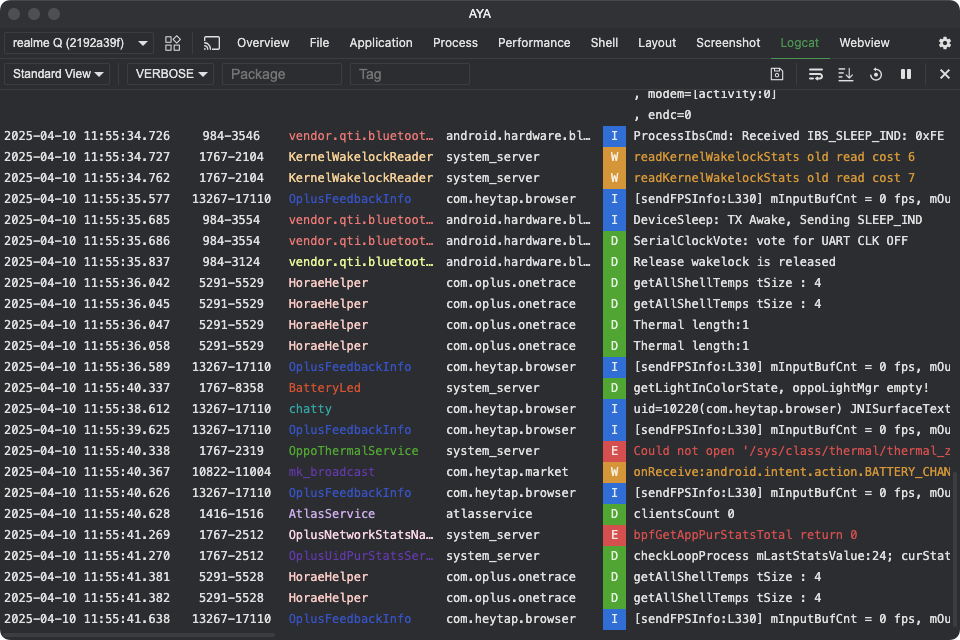 AYA
realme Q (2192a39f) Overview File Application Process Performance Shell Layout Screenshot Logcat Webview
Standard View VERBOSE Package Tag
, modem=[activity:0]
, endc=0
2025-04-10 11:55:34.726 984-3546 vendor.qti.bluetoot… android.hardware.bl… I ProcessIbsCmd: Received IBS_SLEEP_IND: 0xFE
2025-04-10 11:55:34.727 1767-2104 KernelWakelockReader system_server W readKernelWakelockStats old read cost 6
2025-04-10 11:55:34.762 1767-2104 KernelWakelockReader system_server W readKernelWakelockStats old read cost 7
2025-04-10 11:55:35.577 13267-17110 OplusFeedbackInfo com.heytap.browser I [sendFPSInfo:L330] mInputBufCnt = 0 fps, mOu
2025-04-10 11:55:35.685 984-3554 vendor.qti.bluetoot… android.hardware.bl… I DeviceSleep: TX Awake, Sending SLEEP_IND
2025-04-10 11:55:35.686 984-3554 vendor.qti.bluetoot… android.hardware.bl… D SerialClockVote: vote for UART CLK OFF
2025-04-10 11:55:35.837 984-3124 vendor.qti.bluetoot… android.hardware.bl… D Release wakelock is released
2025-04-10 11:55:36.042 5291-5529 HoraeHelper com.oplus.onetrace D getAllShellTemps tSize : 4
2025-04-10 11:55:36.045 5291-5529 HoraeHelper com.oplus.onetrace D getAllShellTemps tSize : 4
2025-04-10 11:55:36.047 5291-5529 HoraeHelper com.oplus.onetrace D Thermal length:1
2025-04-10 11:55:36.058 5291-5529 HoraeHelper com.oplus.onetrace D Thermal length:1
2025-04-10 11:55:36.589 13267-17110 OplusFeedbackInfo com.heytap.browser I [sendFPSInfo:L330] mInputBufCnt = 0 fps, mOu
2025-04-10 11:55:40.337 1767-8358 BatteryLed system_server D getLightInColorState, oppoLightMgr empty!
2025-04-10 11:55:38.612 13267-17110 chatty com.heytap.browser I uid=10220(com.heytap.browser) JNISurfaceText
2025-04-10 11:55:39.625 13267-17110 OplusFeedbackInfo com.heytap.browser I [sendFPSInfo:L330] mInputBufCnt = 0 fps, mOu
2025-04-10 11:55:40.338 1767-2319 OppoThermalService system_server E Could not open '/sys/class/thermal/thermal_z
2025-04-10 11:55:40.367 10822-11004 mk_broadcast com.heytap.market W onReceive:android.intent.action.BATTERY_CHAN
2025-04-10 11:55:40.626 13267-17110 OplusFeedbackInfo com.heytap.browser I [sendFPSInfo:L330] mInputBufCnt = 0 fps, mOu
2025-04-10 11:55:40.628 1416-1516 AtlasService atlasservice D clientsCount 0
2025-04-10 11:55:41.269 1767-2512 OplusNetworkStatsNa… system_server E bpfGetAppPurStatsTotal return 0
2025-04-10 11:55:41.270 1767-2512 OplusUidPurStatsSer… system_server D checkLoopProcess mLastStatsValue:24; curStat
2025-04-10 11:55:41.381 5291-5528 HoraeHelper com.oplus.onetrace D getAllShellTemps tSize : 4
2025-04-10 11:55:41.382 5291-5528 HoraeHelper com.oplus.onetrace D getAllShellTemps tSize : 4
2025-04-10 11:55:41.638 13267-17110 OplusFeedbackInfo com.heytap.browser I [sendFPSInfo:L330] mInputBufCnt = 0 fps, mOu